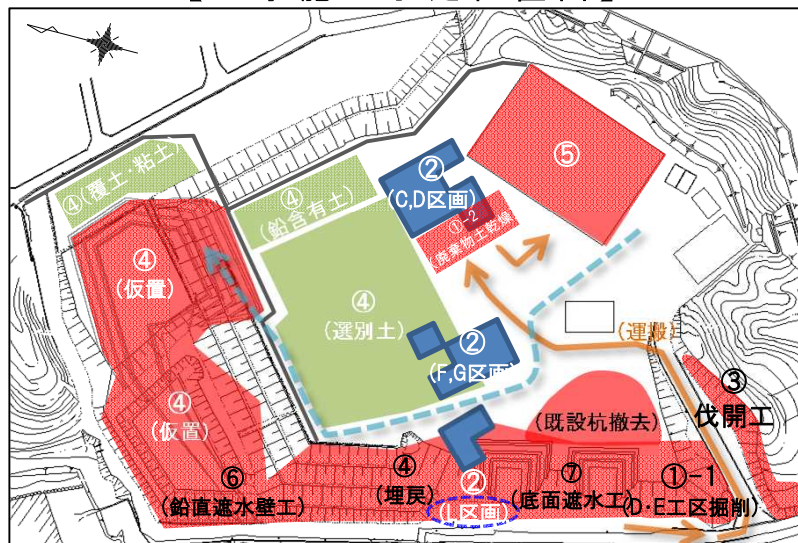 ④(覆土・粘土)
④
(鉛含有土)
②
(C,D区画)
⑤
①-2
(廃棄物土乾燥)
④
(仮置)
④
(選別土)
②
(F,G区画)
(運搬)
③
伐開工
④
(仮置)
(既設杭撤去)
⑥
(鉛直遮水壁工)
④
(埋戻)
②
(I,区画)
⑦
(底面遮水工)
①-1
(D・E工区掘削)